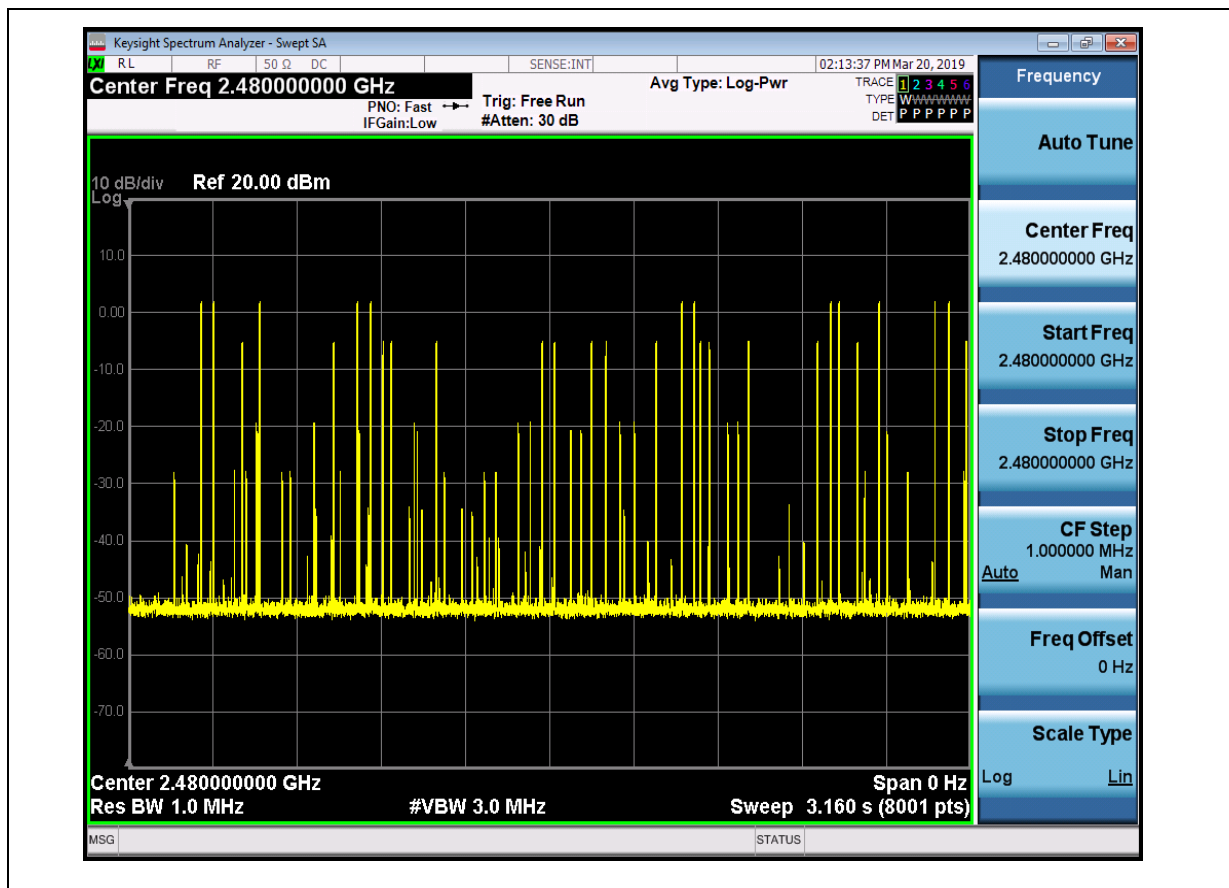 Keysight Spectrum Analyzer - Swept SA
LXI RL RF 50 Ω DC SENSE:INT 02:13:37 PM Mar 20, 2019
Center Freq 2.480000000 GHz
PNO: Fast
IFGain:Low
Trig: Free Run
#Atten: 30 dB
Avg Type: Log-Pwr
TRACE 1 2 3 4 5 6
TYPE WWWWWW
DET P P P P P P
10 dB/div Ref 20.00 dBm
Log
10.0
0.00
-10.0
-20.0
-30.0
-40.0
-50.0
-60.0
-70.0
Center 2.480000000 GHz Span 0 Hz
Res BW 1.0 MHz #VBW 3.0 MHz Sweep 3.160 s (8001 pts)
MSG STATUS
Frequency
Auto Tune
Center Freq
2.480000000 GHz
Start Freq
2.480000000 GHz
Stop Freq
2.480000000 GHz
CF Step
1.000000 MHz
Auto Man
Freq Offset
0 Hz
Scale Type
Log Lin